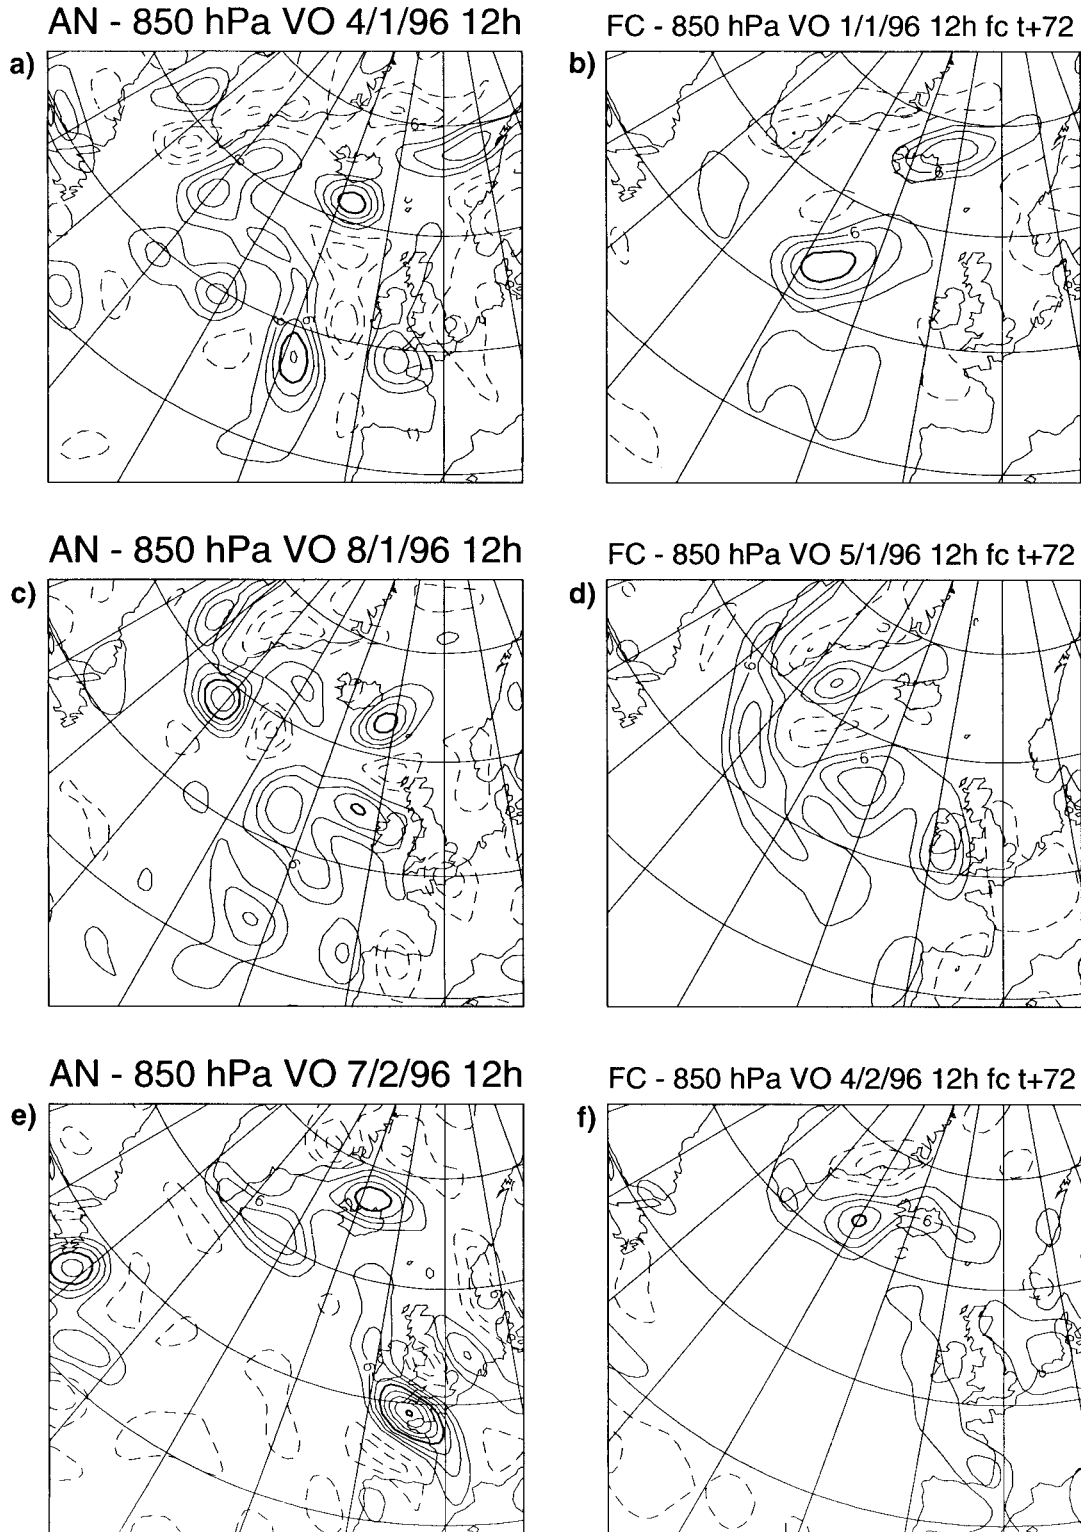 AN - 850 hPa VO 4/1/96 12h
FC - 850 hPa VO 1/1/96 12h fc t+72
a)
b)
6
6
AN - 850 hPa VO 8/1/96 12h
FC - 850 hPa VO 5/1/96 12h fc t+72
c)
d)
6
6
6
AN - 850 hPa VO 7/2/96 12h
FC - 850 hPa VO 4/2/96 12h fc t+72
e)
f)
6
6
6